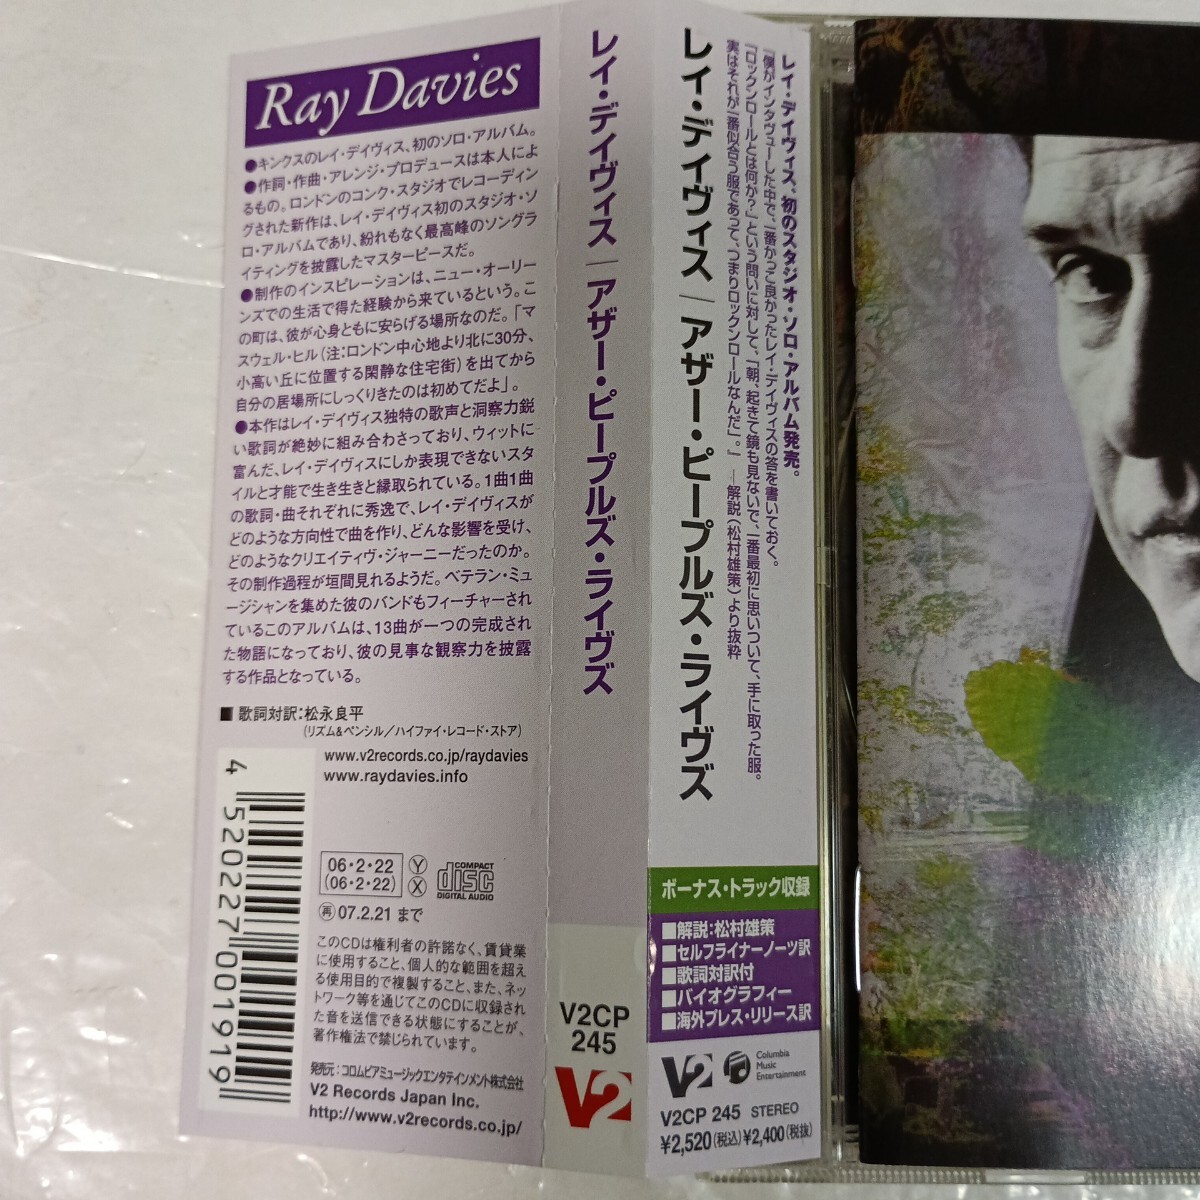 Ray Davies
●キンクスのレイ・デイヴィス、初のソロ・アルバム。
●作詞・作曲・アレンジ・プロデュースは本人によ
るもの。ロンドンのコンク・スタジオでレコーディン
グされた新作は、レイ・デイヴィス初のスタジオ・ソ
ロ・アルバムであり、紛れもなく最高峰のソングラ
イティングを披露したマスターピースだ。
●制作のインスピレーションは、ニュー・オーリー
ンズでの生活で得た経験から来ているという。こ
の町は、彼が心身ともに安らげる場所なのだ。「マ
スウェル・ヒル(注:ロンドン中心地より北に30分、
小高い丘に位置する閑静な住宅街)を出てから
自分の居場所にしっくりきたのは初めてだよ」。
●本作はレイ・デイヴィス独特の歌声と洞察力鋭
い歌詞が絶妙に組み合わさっており、ウィットに
富んだ、レイ・デイヴィスにしか表現できないスタ
イルと才能で生き生きと縁取られている。1曲1曲
の歌詞・曲それぞれに秀逸で、レイ・デイヴィスが
どのような方向性で曲を作り、どんな影響を受け、
どのようなクリエイティヴ・ジャーニーだったのか。
その制作過程が垣間見れるようだ。ベテラン・ミュ
ージシャンを集めた彼のバンドもフィーチャーされ
ているこのアルバムは、13曲が一つの完成され
た物語になっており、彼の見事な観察力を披露
する作品となっている。
■歌詞対訳:松永良平
(リズム&ペンシル/ハイファイ・レコード・ストア)
www.v2records.co.jp/raydavies
www.raydavies.info
4 520227 001919
06・2・22
(06・2・22)
Ⓨ
Ⓧ
COMPACT
disc
DIGITAL AUDIO
㊢07.2.21まで
このCDは権利者の許諾なく、賃貸業
に使用すること、個人的な範囲を超え
る使用目的で複製すること、また、ネッ
トワーク等を通じてこのCDに収録され
た音を送信できる状態にすることが、
著作権法で禁じられています。
発売元:コロムビアミュージックエンタテインメント株式会社
V2 Records Japan Inc.
http://www.v2records.co.jp/
レイ・デイヴィス｜アザー・ピープルズ・ライヴズ
V2CP
245
V2
レイ・デイヴィス｜アザー・ピープルズ・ライヴズ
レイ・デイヴィス、初のスタジオ・ソロ・アルバム発売。
『僕がインタヴューした中で、一番かっこ良かったレイ・デイヴィスの答を書いておく。
「ロックンロールとは何か?」という問いに対して、「朝、起きて鏡も見ないで、一番最初に思いついて、手に取った服。
実はそれが一番似合う服であって、つまりロックンロールなんだ」。』 ―解説(松村雄策)より抜粋
ボーナス・トラック収録
■解説:松村雄策
■セルフライナーノーツ訳
■歌詞対訳付
■バイオグラフィー
■海外プレス・リリース訳
V2
Columbia
Music
Entertainment
V2CP 245 STEREO
¥2,520(税込)¥2,400(税抜)